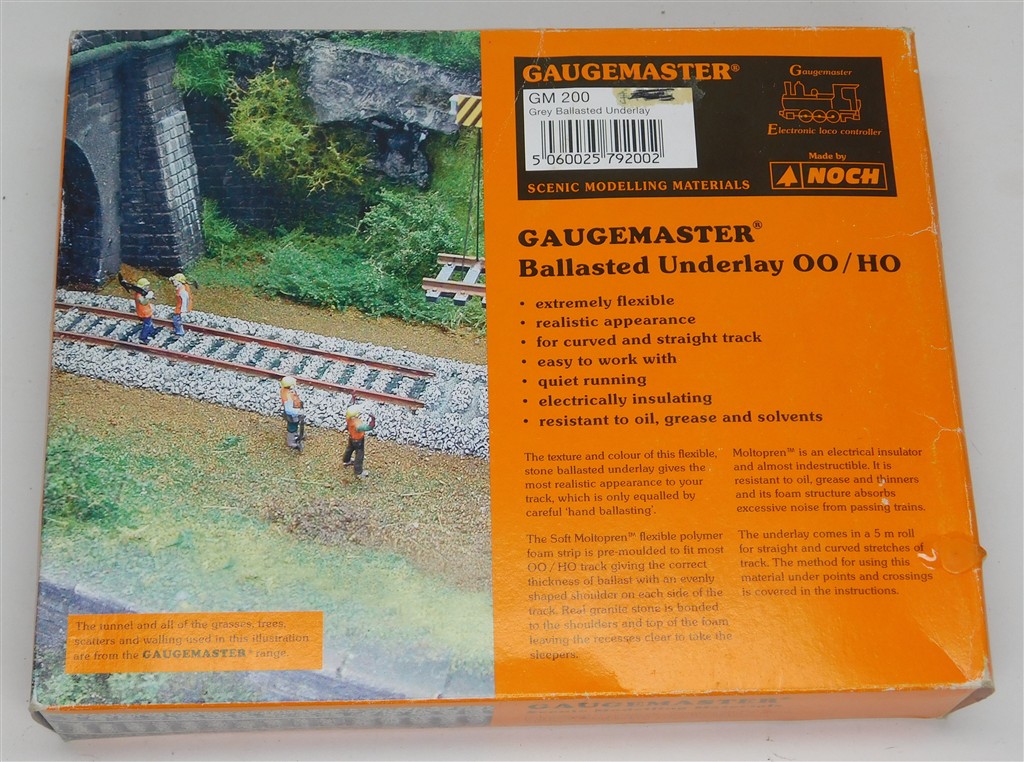 GAUGEMASTER®
GM 200
Grey Ballasted Underlay
5 060025 792002
SCENIC MODELLING MATERIALS
Gaugemaster
Electronic loco controller
Made by
NOCH
GAUGEMASTER®
Ballasted Underlay OO/HO
• extremely flexible
• realistic appearance
• for curved and straight track
• easy to work with
• quiet running
• electrically insulating
• resistant to oil, grease and solvents
The texture and colour of this flexible,
stone ballasted underlay gives the
most realistic appearance to your
track, which is only equalled by
careful 'hand ballasting'.
The Soft Moltopren™ flexible polymer
foam strip is pre-moulded to fit most
OO/HO track giving the correct
thickness of ballast with an evenly
shaped shoulder on each side of the
track. Real granite stone is bonded
to the shoulders and top of the foam
leaving the recesses clear to take the
sleepers.
Moltopren™ is an electrical insulator
and almost indestructible. It is
resistant to oil, grease and thinners
and its foam structure absorbs
excessive noise from passing trains.
The underlay comes in a 5 m roll
for straight and curved stretches of
track. The method for using this
material under points and crossings
is covered in the instructions.
The tunnel and all of the grasses, trees,
scatters and walling used in this illustration
are from the GAUGEMASTER® range.
GAUGEMASTER®